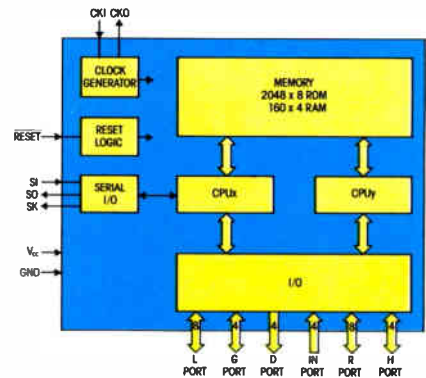 CKI CKO
CLOCK
GENERATOR
MEMORY
2048 x 8 ROM
160 x 4 RAM
RESET
RESET
LOGIC
SI
SO
SK
SERIAL
I/O
CPUx
CPUy
Vcc
GND
I/O
8 4 4 4 8 4
L G D IN R H
PORT PORT PORT PORT PORT PORT